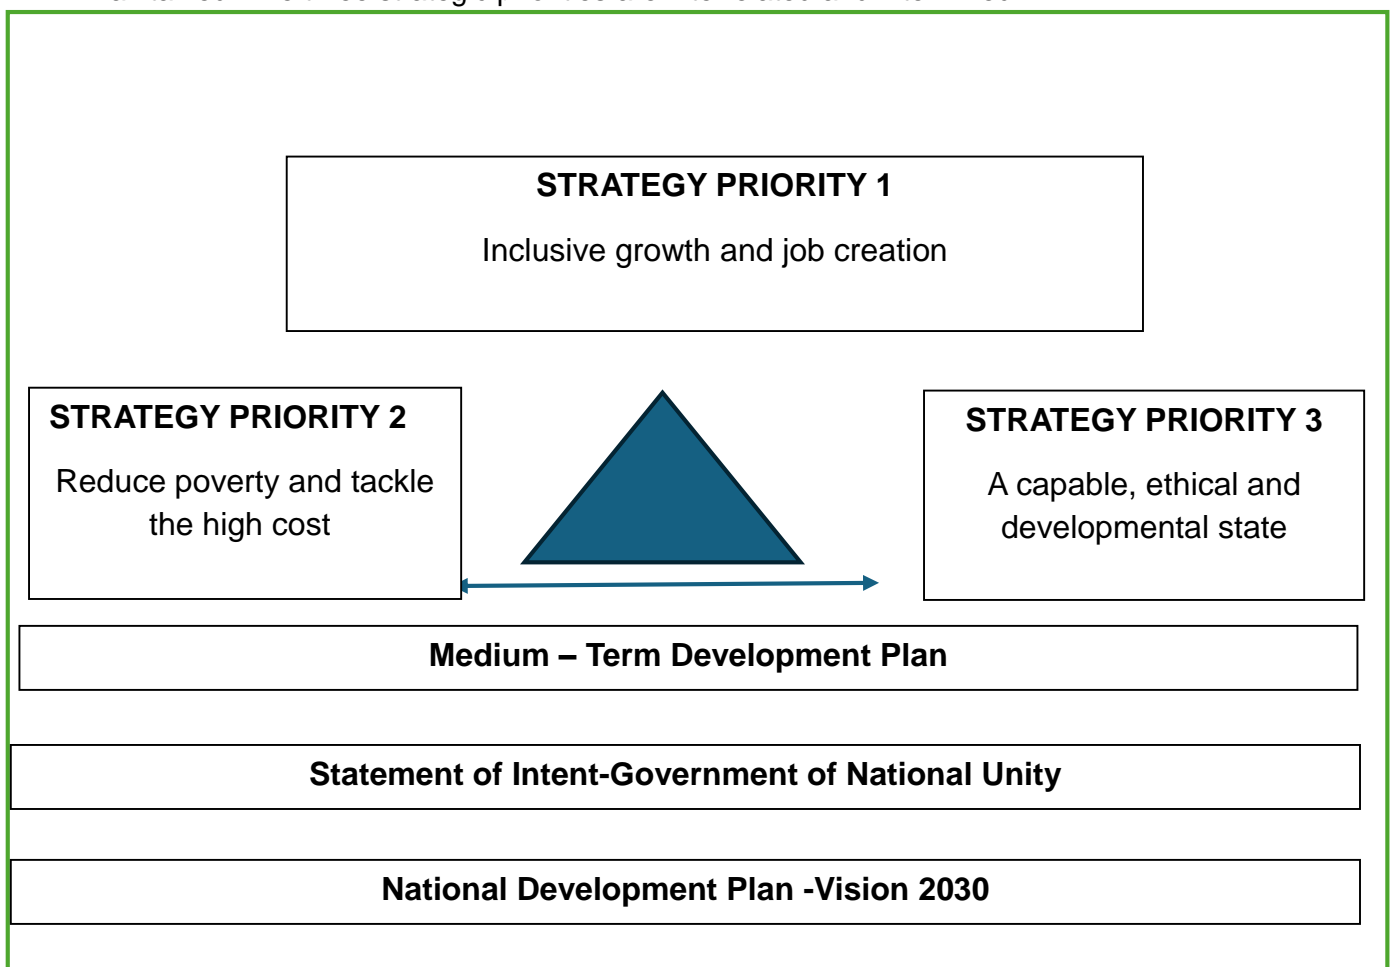 STRATEGY PRIORITY 1
Inclusive growth and job creation
STRATEGY PRIORITY 2
Reduce poverty and tackle
the high cost
STRATEGY PRIORITY 3
A capable, ethical and
developmental state
Medium – Term Development Plan
Statement of Intent-Government of National Unity
National Development Plan -Vision 2030